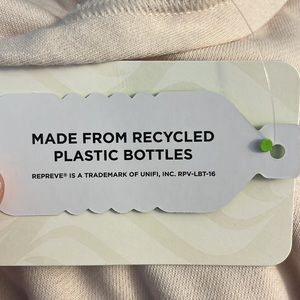 MADE FROM RECYCLED
PLASTIC BOTTLES
REPREVE® IS A TRADEMARK OF UNIFI, INC. RPV-LBT-16